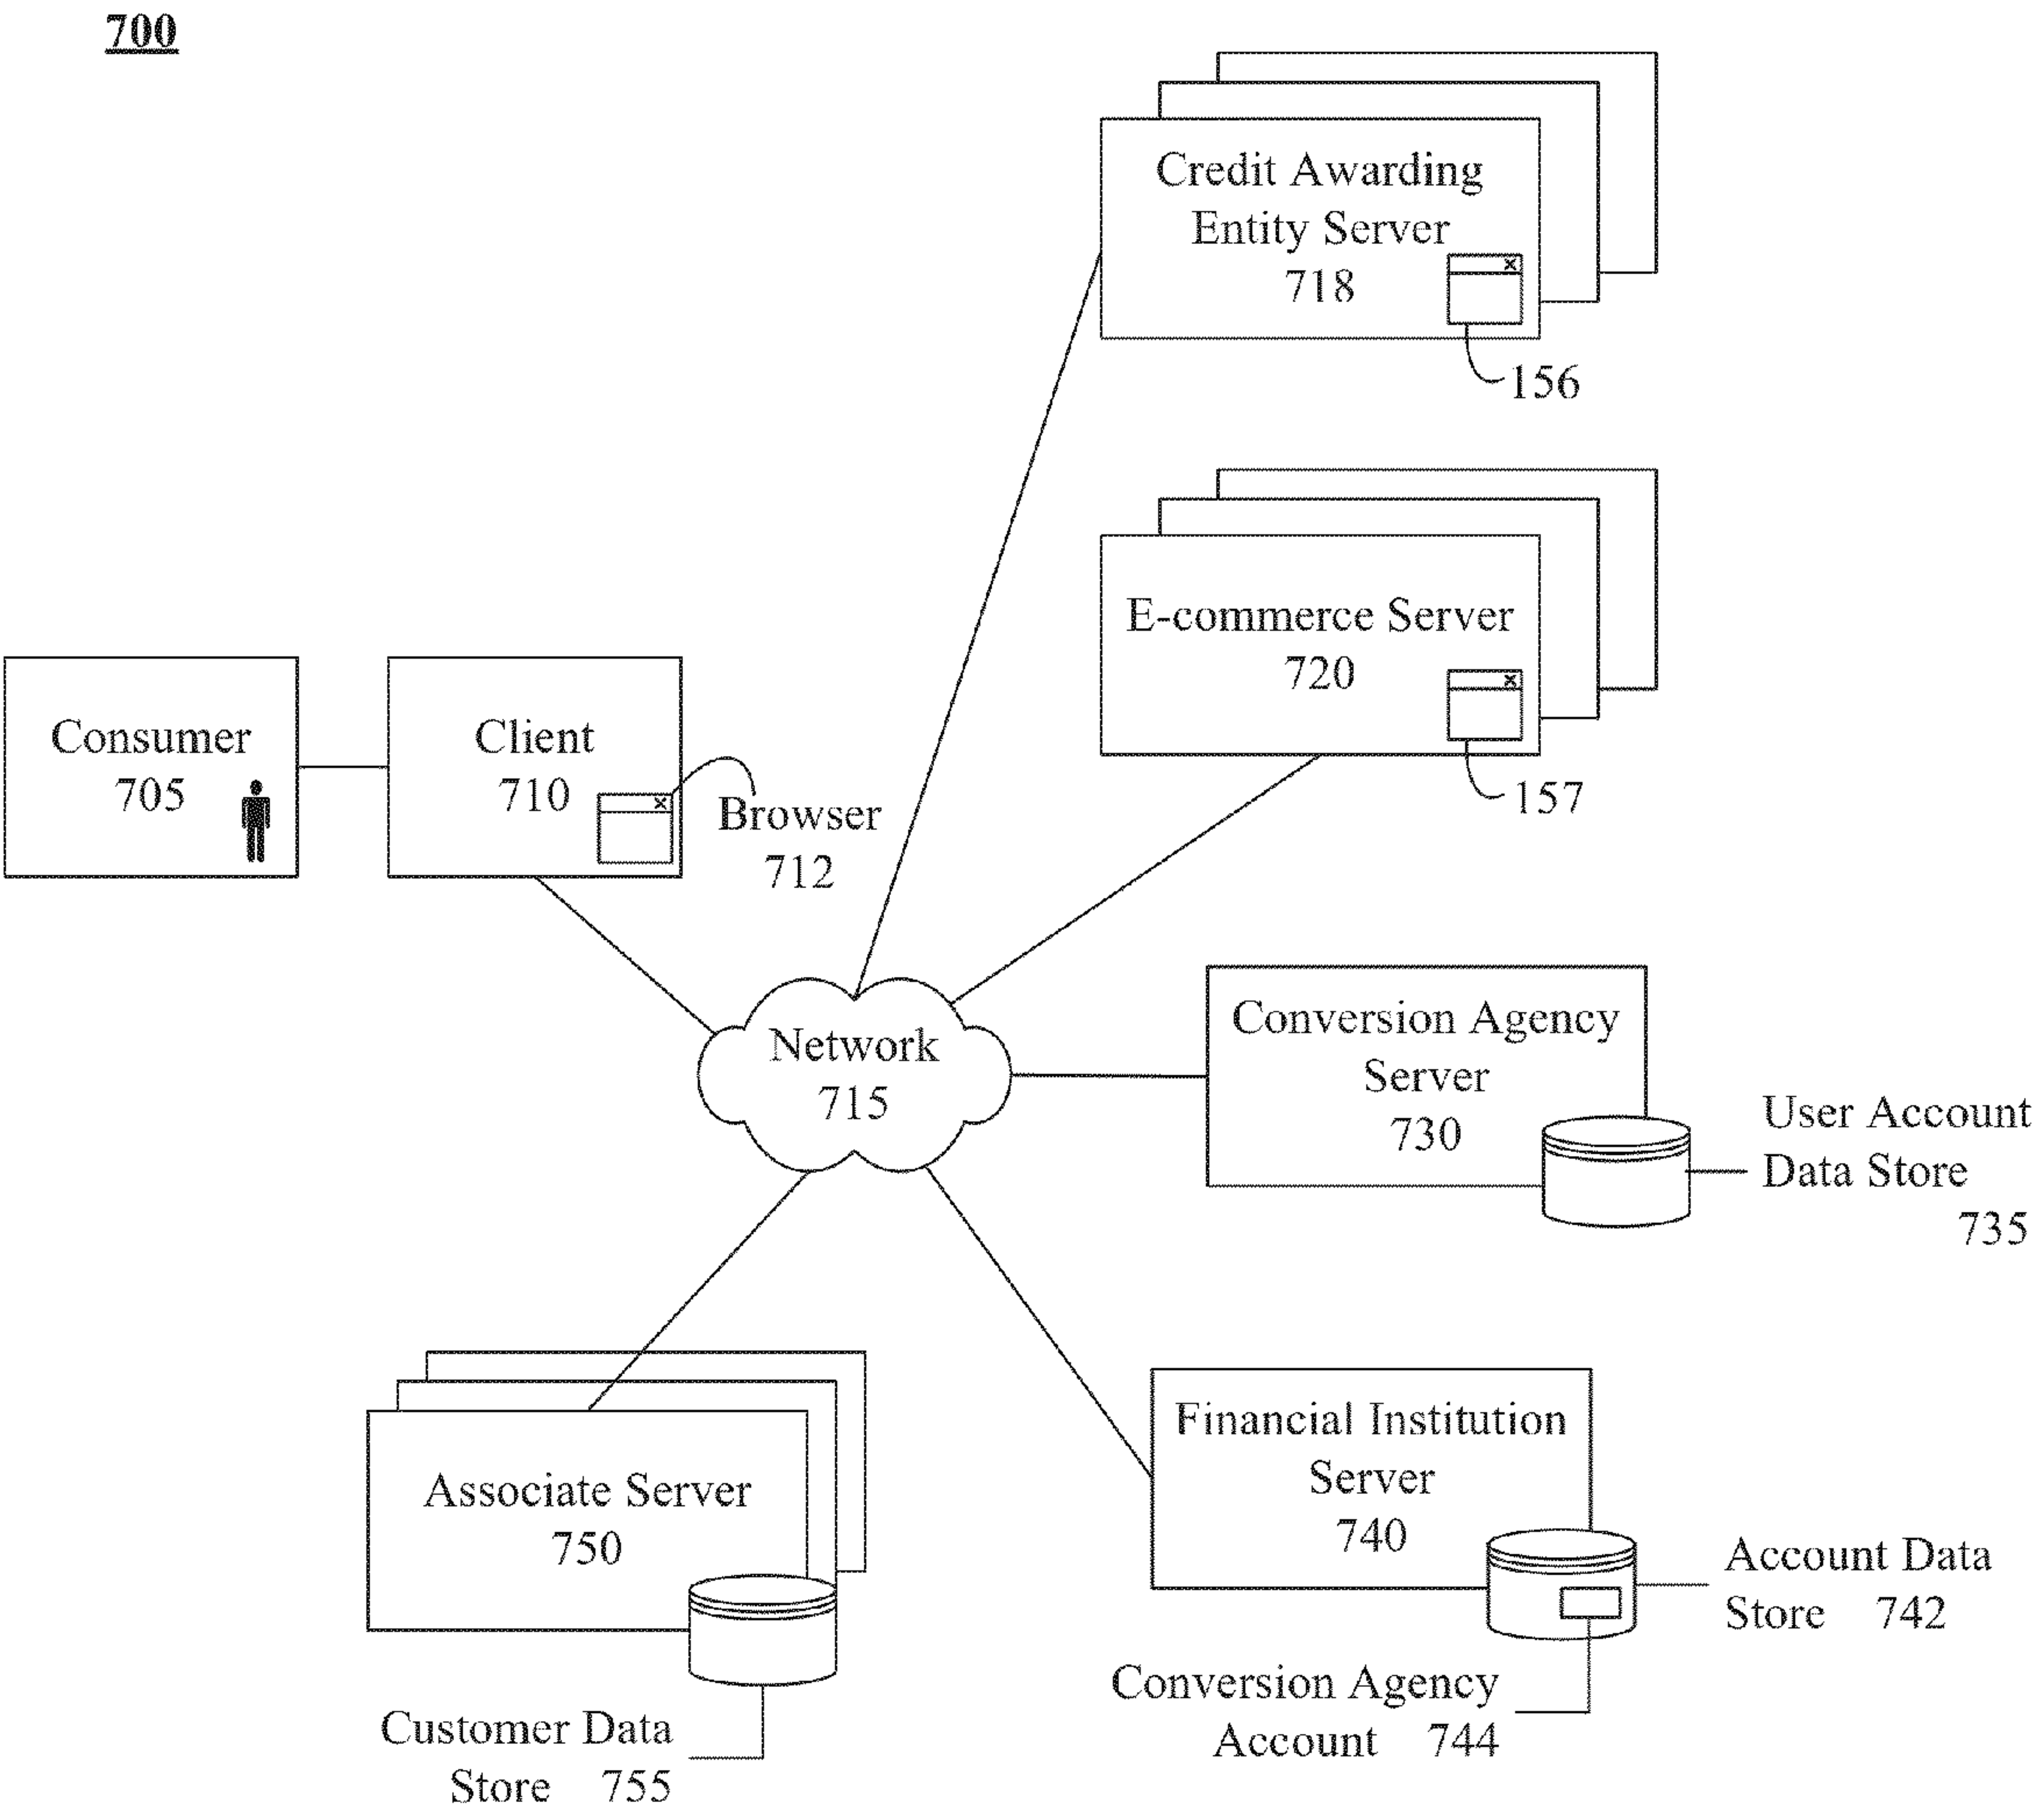 700
Credit Awarding
Entity Server
718
156
E-commerce Server
720
157
Consumer
705
Client
710
Browser
712
Network
715
Conversion Agency
Server
730
User Account
Data Store
735
Associate Server
750
Customer Data
Store 755
Financial Institution
Server
740
Account Data
Store 742
Conversion Agency
Account 744